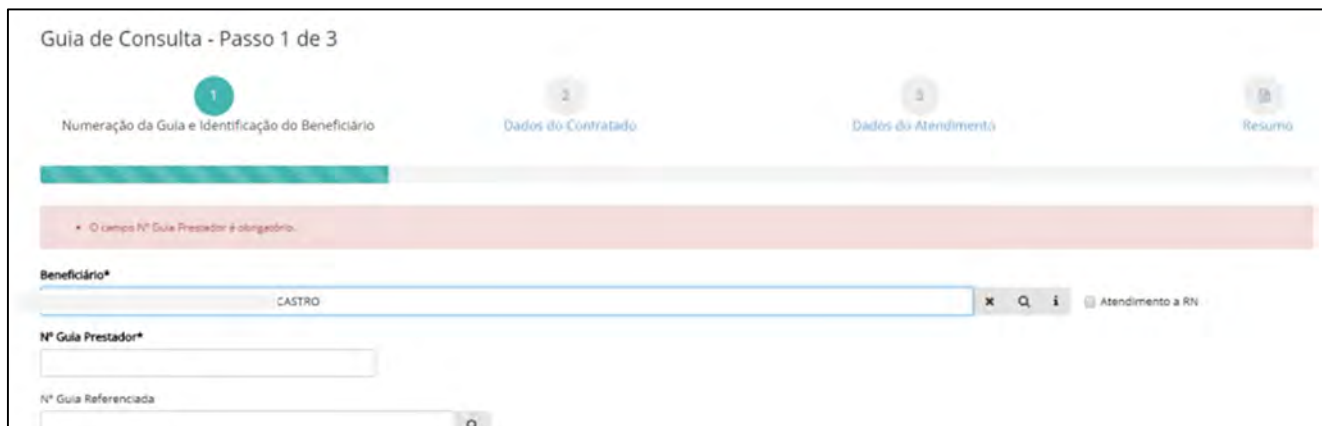 Guia de Consulta - Passo 1 de 3
1 2 3
Numeração da Guia e Identificação do Beneficiário Dados do Contratado Dados do Atendimento Resumo
• O campo Nº Guia Prestador é obrigatório.
Beneficiário*
CASTRO x i Atendimento a RN
Nº Guia Prestador*
Nº Guia Referenciada